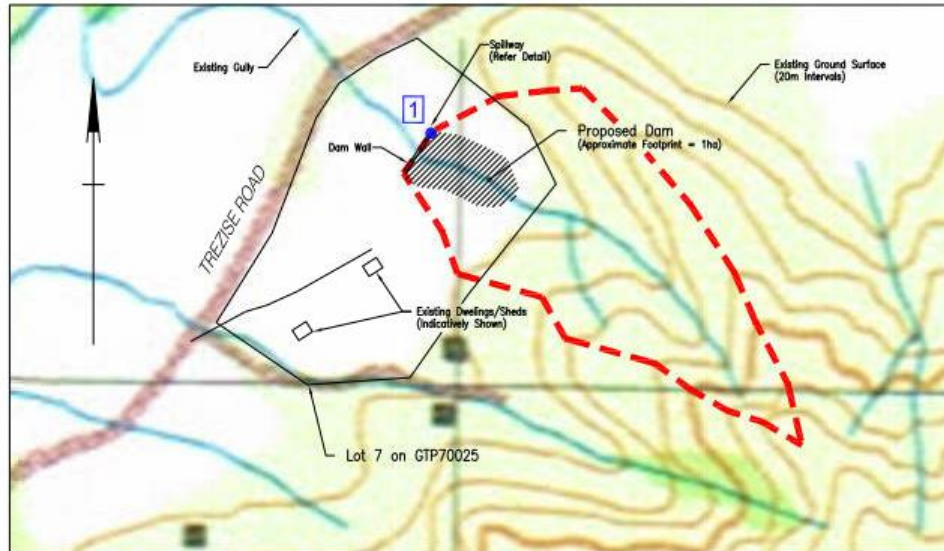 Existing Gully
Spillway
(Refer Detail)
Existing Ground Surface
(20m Intervals)
1
Dam Wall
Proposed Dam
(Approximate Footprint = 1ha)
TREZISE ROAD
Existing Dwelings/Sheds
(Indicatively Shown)
Lot 7 on GTP70025